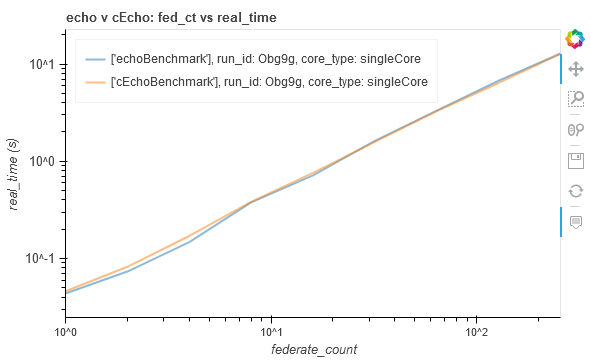 echo v cEcho: fed_ct vs real_time
['echoBenchmark'], run_id: Obg9g, core_type: singleCore
['cEchoBenchmark'], run_id: Obg9g, core_type: singleCore
real_time (s)
10^1
10^0
10^-1
10^0
10^1
10^2
federate_count